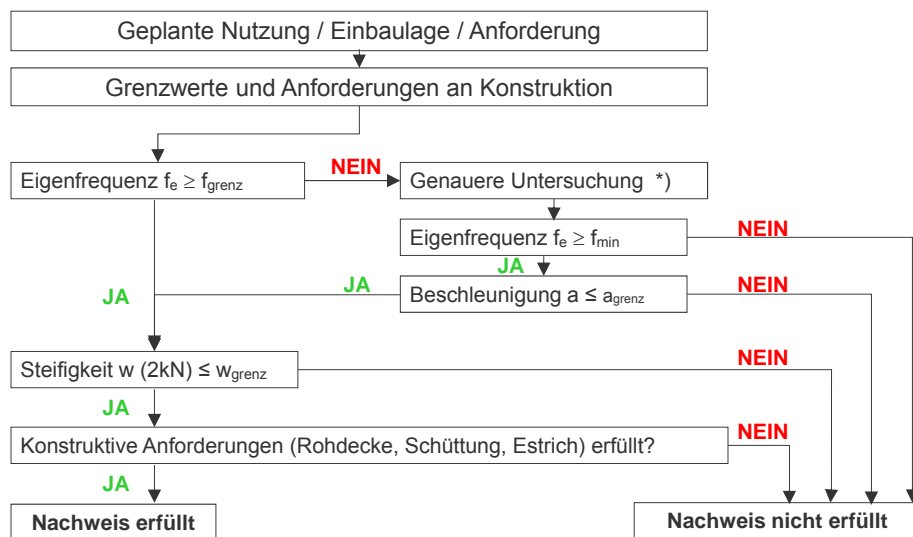 Geplante Nutzung / Einbaulage / Anforderung
Grenzwerte und Anforderungen an Konstruktion
Eigenfrequenz fe ≥ fgrenz
NEIN
Genauere Untersuchung *)
Eigenfrequenz fe ≥ fmin
NEIN
JA
JA
JA
Beschleunigung a ≤ agrenz
NEIN
Steifigkeit w (2kN) ≤ wgrenz
NEIN
JA
Konstruktive Anforderungen (Rohdecke, Schüttung, Estrich) erfüllt?
NEIN
JA
Nachweis erfüllt
Nachweis nicht erfüllt